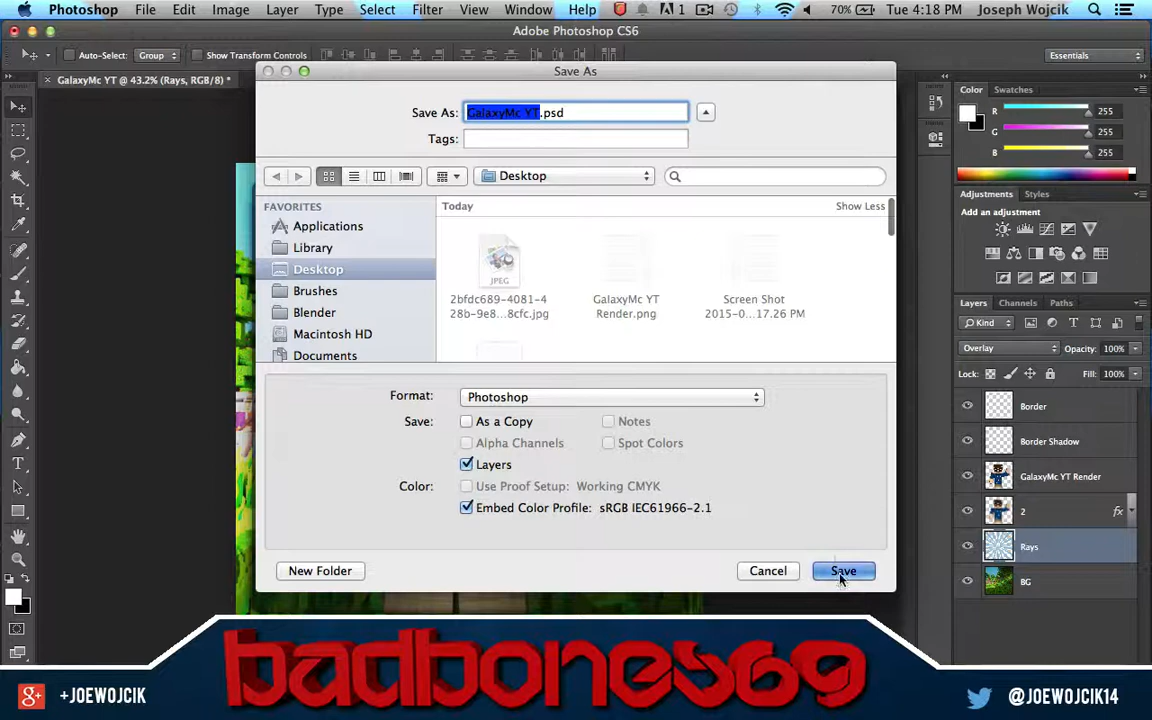 Photoshop File Edit Image Layer Type Select Filter View Window Help 1 70% Tue 4:18 PM Joseph Wojcik
Adobe Photoshop CS6
Auto-Select: Group Show Transform Controls Essentials
GalaxyMc YT @ 43.2% (Rays, RGB/8) *
Save As
Save As: GalaxyMc YT.psd
Tags:
Desktop
FAVORITES
Applications
Library
Desktop
Brushes
Blender
Macintosh HD
Documents
Today Show Less
JPEG
2bfdc689-4081-4
28b-9e8...8cfc.jpg
GalaxyMc YT
Render.png
Screen Shot
2015-0...17.26 PM
Format: Photoshop
Save: As a Copy Notes
Alpha Channels Spot Colors
Layers
Color: Use Proof Setup: Working CMYK
Embed Color Profile: sRGB IEC61966-2.1
New Folder Cancel Save
Color Swatches
R 255
G 255
B 255
Adjustments Styles
Add an adjustment
Layers Channels Paths
Kind
Overlay Opacity: 100%
Lock: Fill: 100%
Border
Border Shadow
GalaxyMc YT Render
2 fx
Rays
BG
badbones69
g+ +JOEWOJCIK
@JOEWOJCIK14